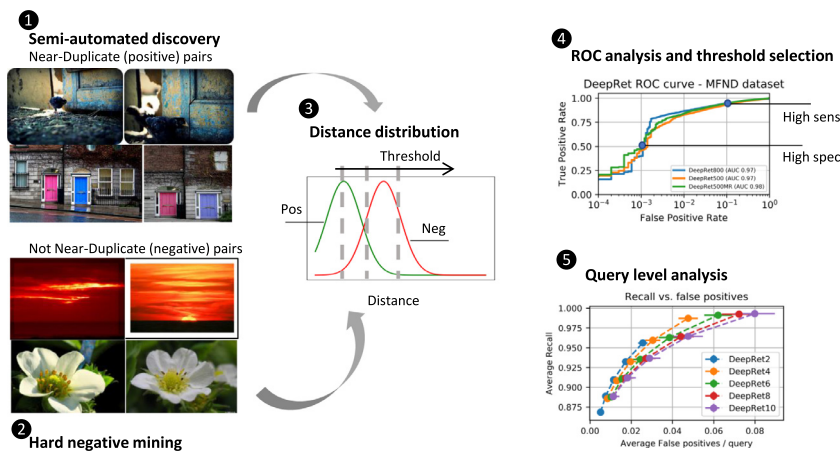 1
Semi-automated discovery
Near-Duplicate (positive) pairs
Not Near-Duplicate (negative) pairs
2
Hard negative mining
3
Distance distribution
Threshold
Pos
Neg
Distance
4
ROC analysis and threshold selection
DeepRet ROC curve - MFND dataset
True Positive Rate
1.00
0.75
0.50
0.25
0.00
10⁻⁴
10⁻³
10⁻²
10⁻¹
10⁰
False Positive Rate
DeepRet800 (AUC 0.97)
DeepRet500 (AUC 0.97)
DeepRet500MR (AUC 0.98)
High sens
High spec
5
Query level analysis
Recall vs. false positives
Average Recall
1.000
0.975
0.950
0.925
0.900
0.875
0.00
0.02
0.04
0.06
0.08
Average False positives / query
DeepRet2
DeepRet4
DeepRet6
DeepRet8
DeepRet10